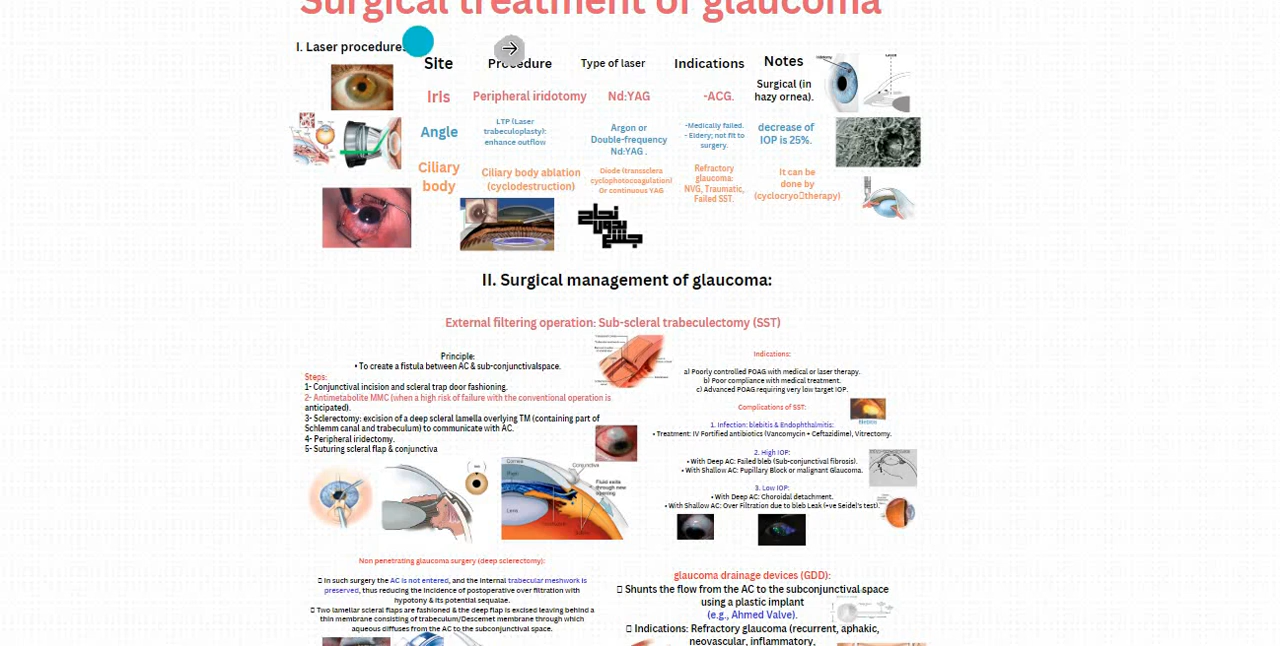 Surgical treatment of glaucoma
I. Laser procedure
Site
Procedure
Type of laser
Indications
Notes
Iris
Peripheral iridotomy
Nd:YAG
-ACG.
Surgical (in
hazy ornea).
Angle
LTP (Laser
trabeculoplasty):
enhance outflow
Argon or
Double-frequency
Nd:YAG .
-Medically failed.
- Eldery; not fit to
surgery.
decrease of
IOP is 25%.
Ciliary
body
Ciliary body ablation
(cyclodestruction)
Diode (transsclera
cyclophotocoagulation)
Or continuous YAG
Refractory
glaucoma:
NVG, Traumatic,
Failed SST.
It can be
done by
(cyclocryo▯therapy)
نجاح
بدون
جشع
II. Surgical management of glaucoma:
External filtering operation: Sub-scleral trabeculectomy (SST)
Principle:
• To create a fistula between AC & sub-conjunctivalspace.
Steps:
1- Conjunctival incision and scleral trap door fashioning.
2- Antimetabolite MMC (when a high risk of failure with the conventional operation is
anticipated).
3- Sclerectomy: excision of a deep scleral lamella overlying TM (containing part of
Schlemm canal and trabeculum) to communicate with AC.
4- Peripheral iridectomy.
5- Suturing scleral flap & conjunctiva
Cornea
Conjunctiva
Fluid exits
through new
opening
Lens
Indications:
a) Poorly controlled POAG with medical or laser therapy.
b) Poor compliance with medical treatment.
c) Advanced POAG requiring very low target IOP.
Complications of SST:
1. Infection: blebitis & Endophthalmitis:
• Treatment: IV Fortified antibiotics (Vancomycin + Ceftazidime), Vitrectomy.
2. High IOP:
• With Deep AC: Failed bleb (Sub-conjunctival fibrosis).
• With Shallow AC: Pupillary Block or malignant Glaucoma.
3. Low IOP:
• With Deep AC: Choroidal detachment.
• With Shallow AC: Over Filtration due to bleb Leak (+ve Seidel's test).
Non penetrating glaucoma surgery (deep sclerectomy):
▯ In such surgery the AC is not entered, and the internal trabecular meshwork is
preserved, thus reducing the incidence of postoperative over filtration with
hypotony & its potential sequalae.
▯ Two lamellar scleral flaps are fashioned & the deep flap is excised leaving behind a
thin membrane consisting of trabeculum/Descemet membrane through which
aqueous diffuses from the AC to the subconjunctival space.
glaucoma drainage devices (GDD):
▯ Shunts the flow from the AC to the subconjunctival space
using a plastic implant
(e.g., Ahmed Valve).
▯ Indications: Refractory glaucoma (recurrent, aphakic,
neovascular, inflammatory,